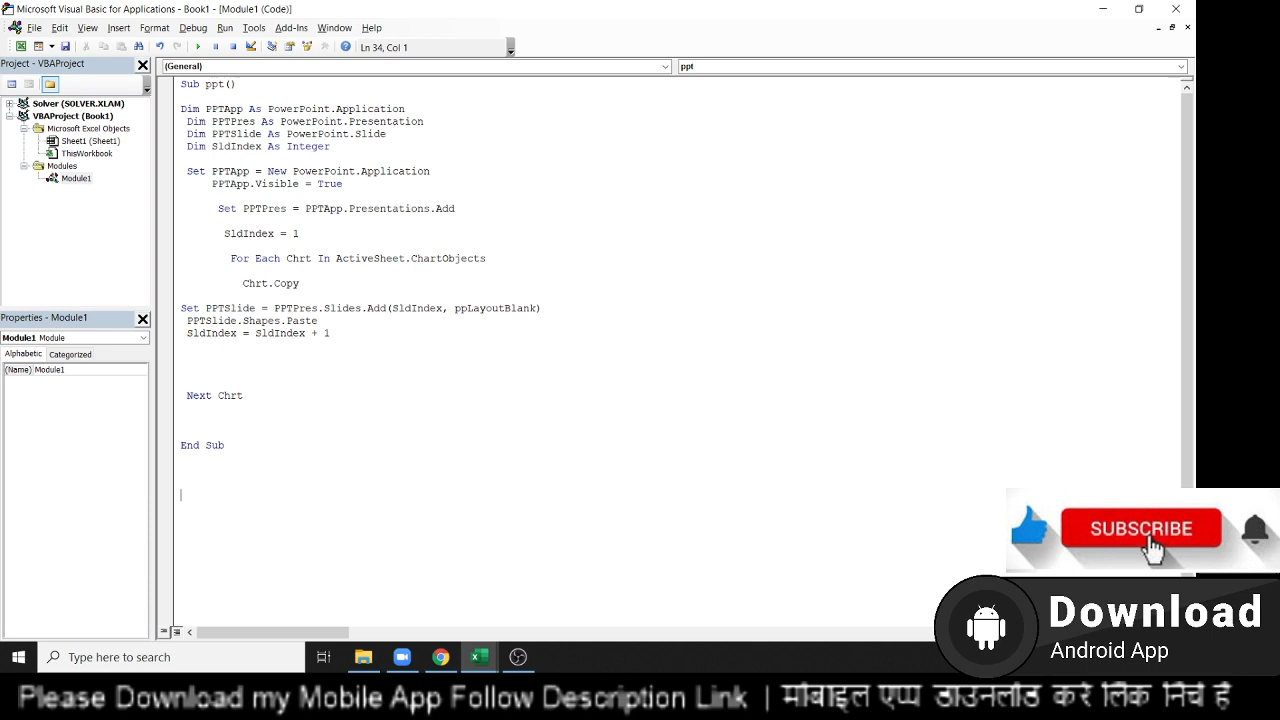 Microsoft Visual Basic for Applications - Book1 - [Module1 (Code)]
File Edit View Insert Format Debug Run Tools Add-Ins Window Help
Ln 34, Col 1
Project - VBAProject
(General)
ppt
Solver (SOLVER.XLAM)
VBAProject (Book1)
Microsoft Excel Objects
Sheet1 (Sheet1)
ThisWorkbook
Modules
Module1
Properties - Module1
Module1 Module
Alphabetic Categorized
(Name) Module1
Sub ppt()
Dim PPTApp As PowerPoint.Application
Dim PPTPres As PowerPoint.Presentation
Dim PPTSlide As PowerPoint.Slide
Dim SldIndex As Integer
Set PPTApp = New PowerPoint.Application
PPTApp.Visible = True
Set PPTPres = PPTApp.Presentations.Add
SldIndex = 1
For Each Chrt In ActiveSheet.ChartObjects
Chrt.Copy
Set PPTSlide = PPTPres.Slides.Add(SldIndex, ppLayoutBlank)
PPTSlide.Shapes.Paste
SldIndex = SldIndex + 1
Next Chrt
End Sub
SUBSCRIBE
Download
Android App
Type here to search
Please Download my Mobile App Follow Description Link | मोबाइल एप्प डाउनलोड करे लिंक निचे है